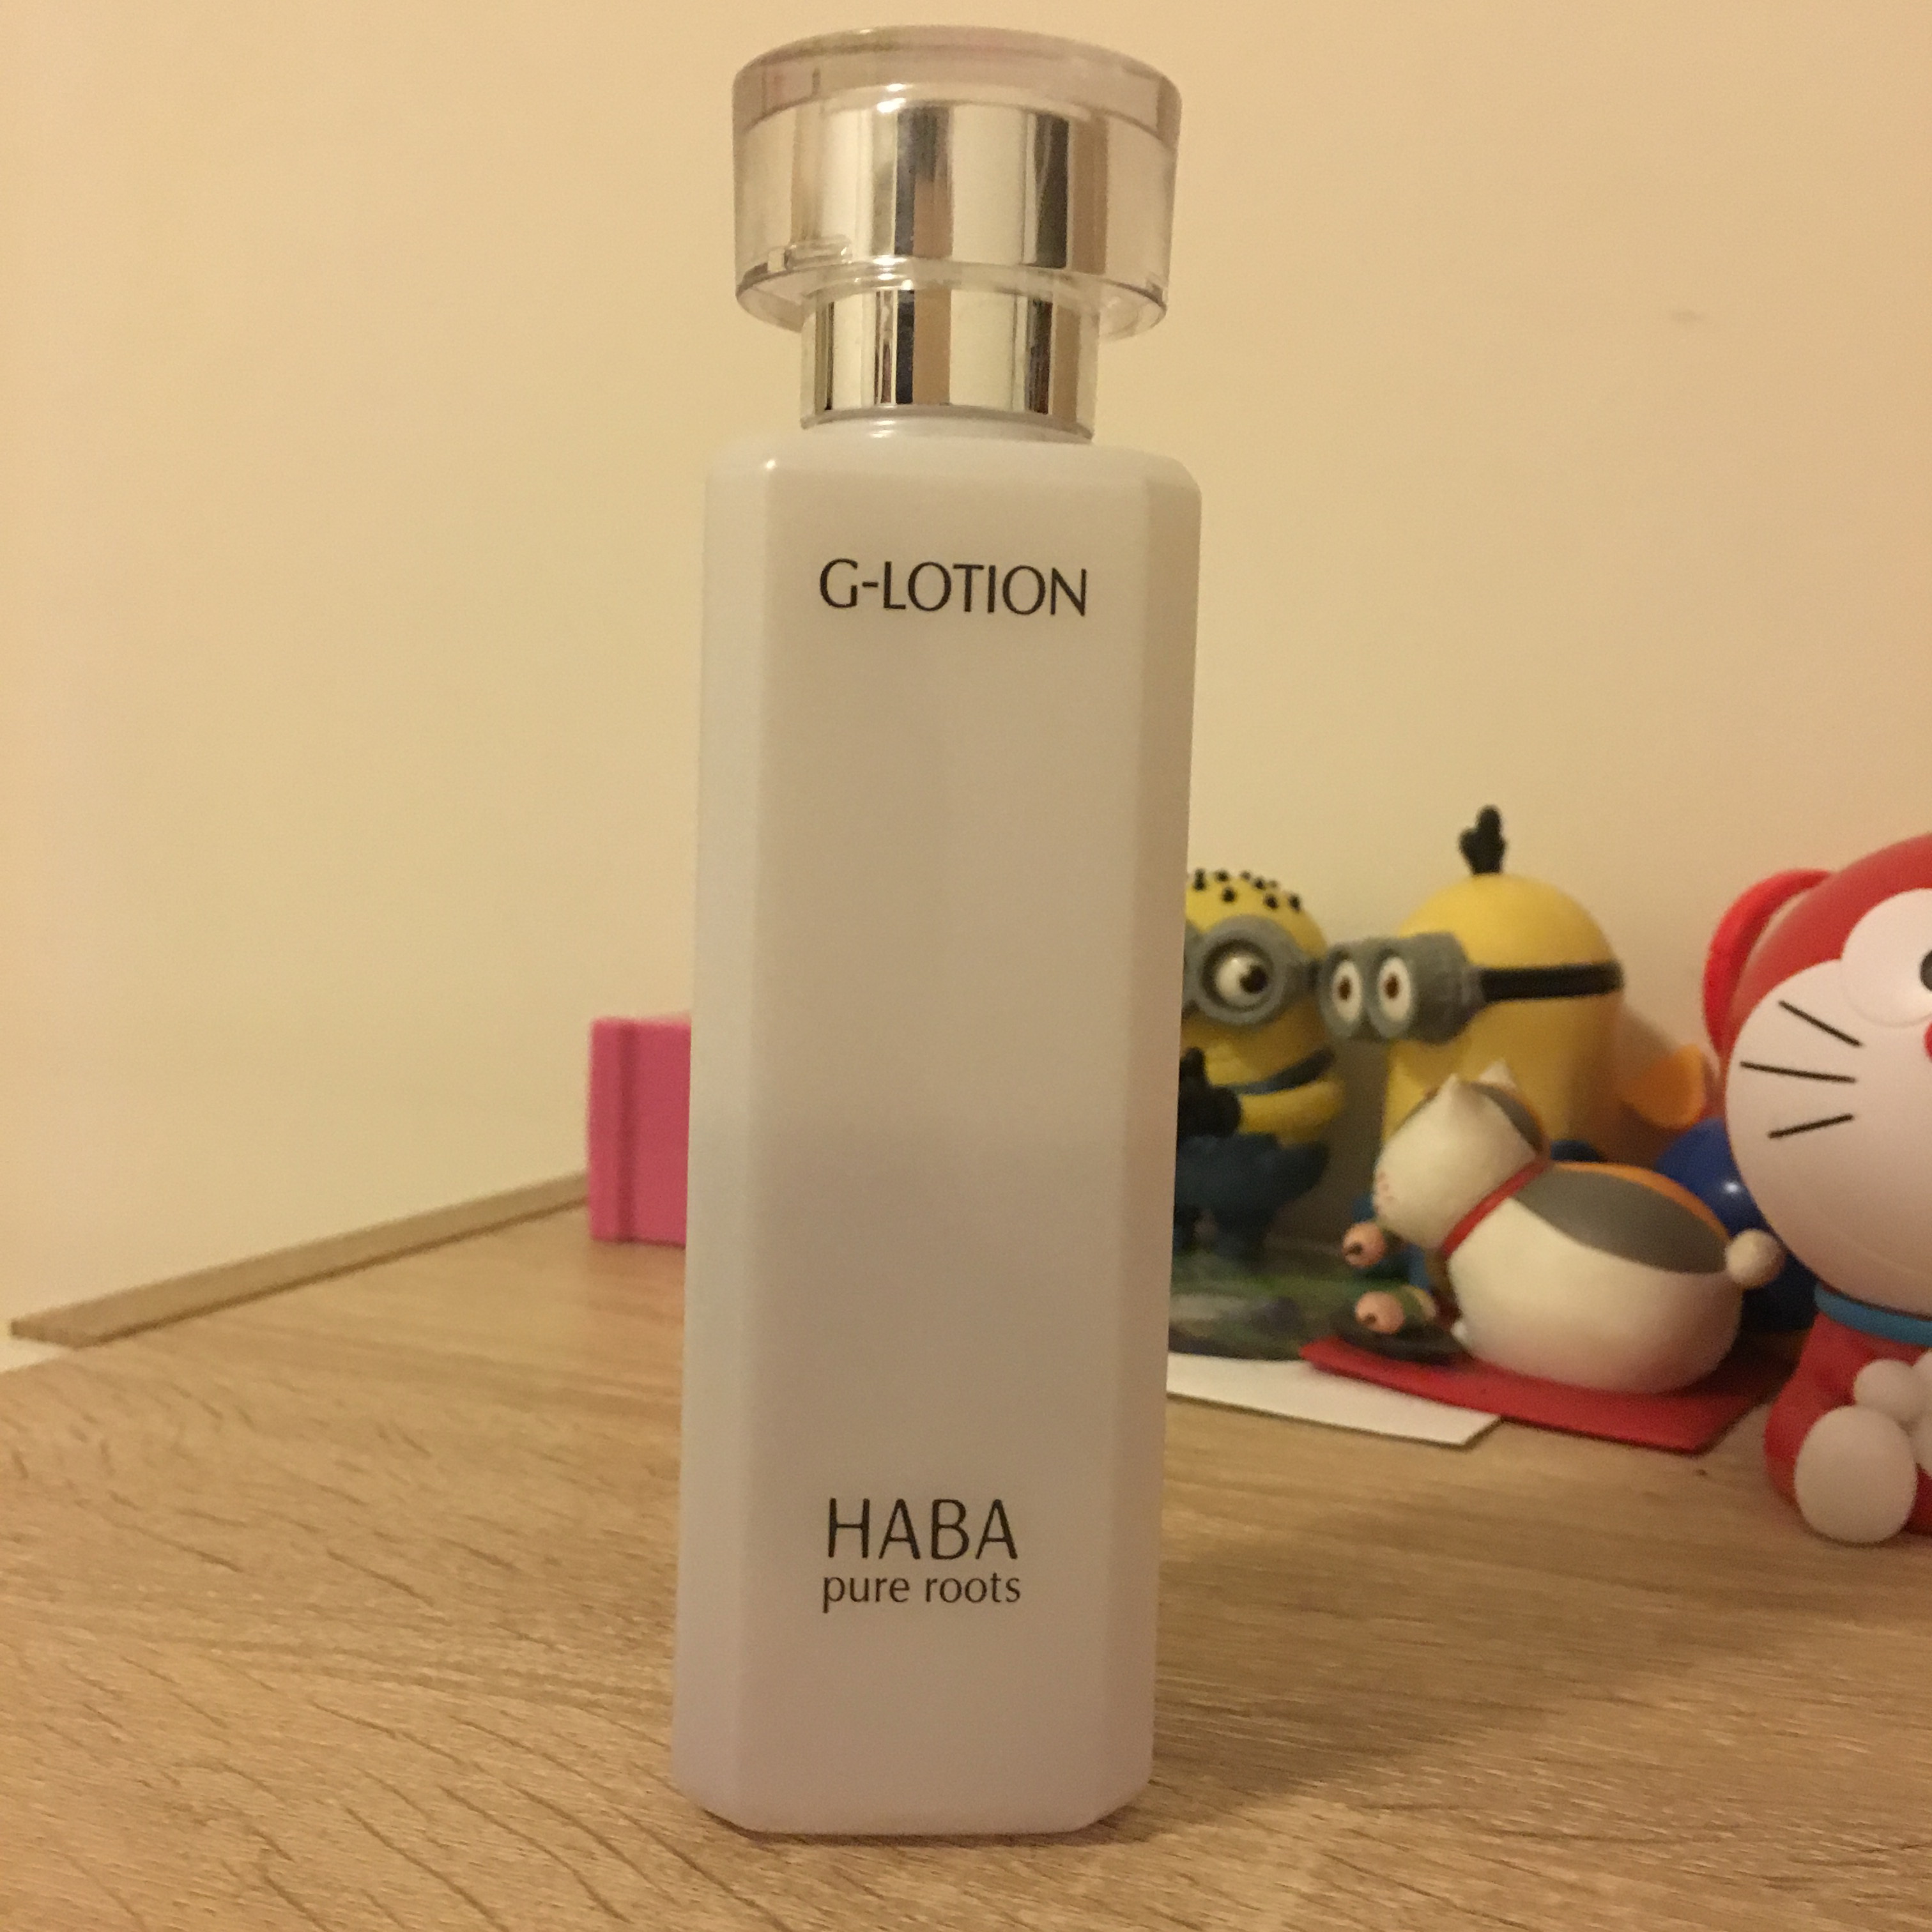 G-LOTION
HABA
pure roots